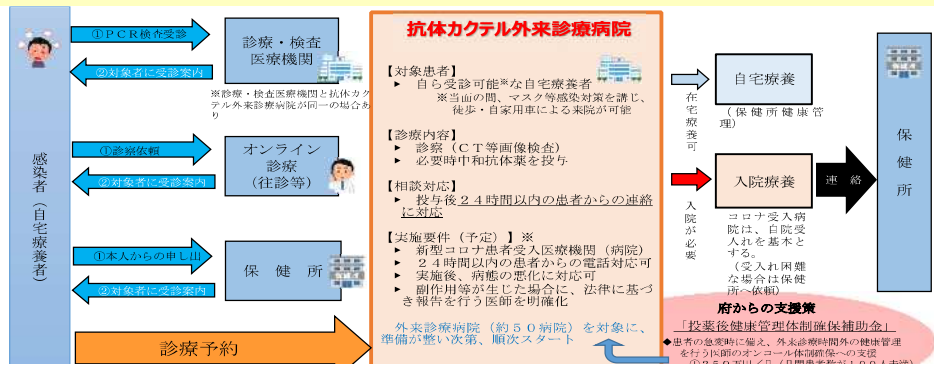 感染者（自宅療養者）
①ＰＣＲ検査受診
②対象者に受診案内
診療・検査
医療機関
※診療・検査医療機関と抗体カク
テル外来診療病院が同一の場合あ
り
①診察依頼
②対象者に受診案内
オンライン
診療
（往診等）
①本人からの申し出
②対象者に受診案内
保健所
診療予約
抗体カクテル外来診療病院
【対象患者】
▶ 自ら受診可能※な自宅療養者
※当面の間、マスク等感染対策を講じ、
徒歩・自家用車による来院が可能
【診療内容】
▶ 診察（ＣＴ等画像検査）
▶ 必要時中和抗体薬を投与
【相談対応】
▶ 投与後２４時間以内の患者からの連絡
に対応
【実施要件（予定）】※
▶ 新型コロナ患者受入医療機関（病院）
▶ ２４時間以内の患者からの電話対応可
▶ 実施後、病態の悪化に対応可
▶ 副作用等が生じた場合に、法律に基づ
き報告を行う医師を明確化
外来診療病院（約５０病院）を対象に、
準備が整い次第、順次スタート
在宅療養可
自宅療養
（保健所健康管
理）
入院が必要
入院療養
コロナ受入病
院は、自院受
入れを基本と
する。
（受入れ困難
な場合は保健
所へ依頼）
連絡
保健所
府からの支援策
「投薬後健康管理体制確保補助金」
◆患者の急変時に備え、外来診療時間外の健康管理
を行う医師のオンコール体制確保への支援